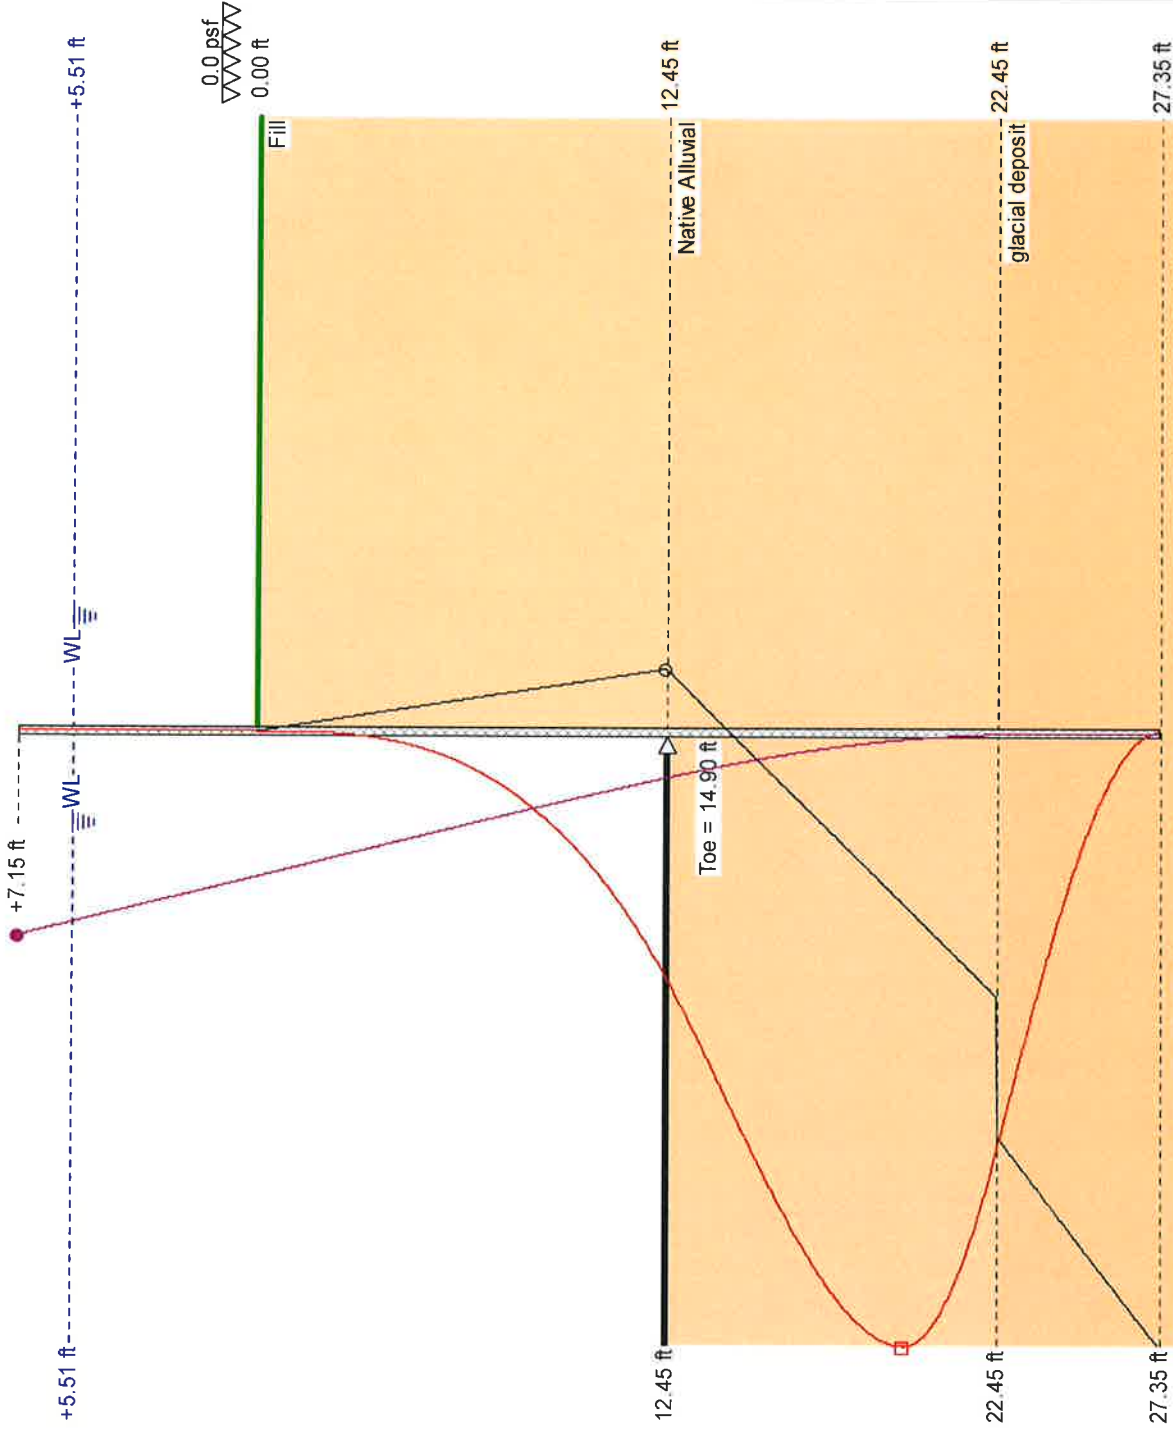 0.0 psf
+5.51 ft
0.00 ft
+7.15 ft
WL
WL
+5.51 ft
Fill
12.45 ft
Native Alluvial
Toe = 14.90 ft
12.45 ft
22.45 ft
glacial deposit
22.45 ft
27.35 ft
27.35 ft